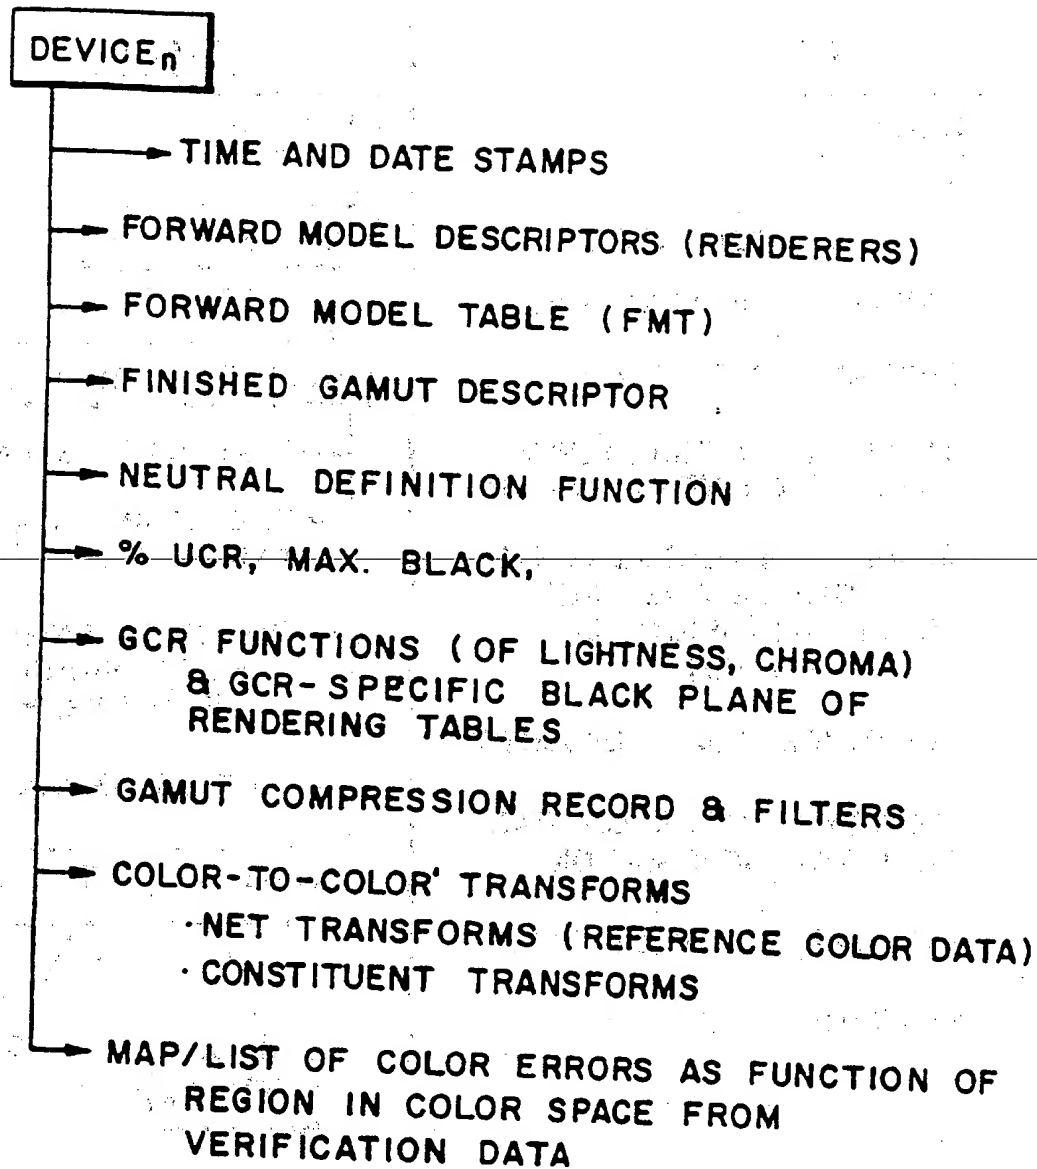 DEVICEn
TIME AND DATE STAMPS
FORWARD MODEL DESCRIPTORS (RENDERERS)
FORWARD MODEL TABLE (FMT)
FINISHED GAMUT DESCRIPTOR
NEUTRAL DEFINITION FUNCTION
% UCR, MAX. BLACK,
GCR FUNCTIONS (OF LIGHTNESS, CHROMA)
& GCR-SPECIFIC BLACK PLANE OF
RENDERING TABLES
GAMUT COMPRESSION RECORD & FILTERS
COLOR-TO-COLOR' TRANSFORMS
·NET TRANSFORMS (REFERENCE COLOR DATA)
·CONSTITUENT TRANSFORMS
MAP/LIST OF COLOR ERRORS AS FUNCTION OF
REGION IN COLOR SPACE FROM
VERIFICATION DATA